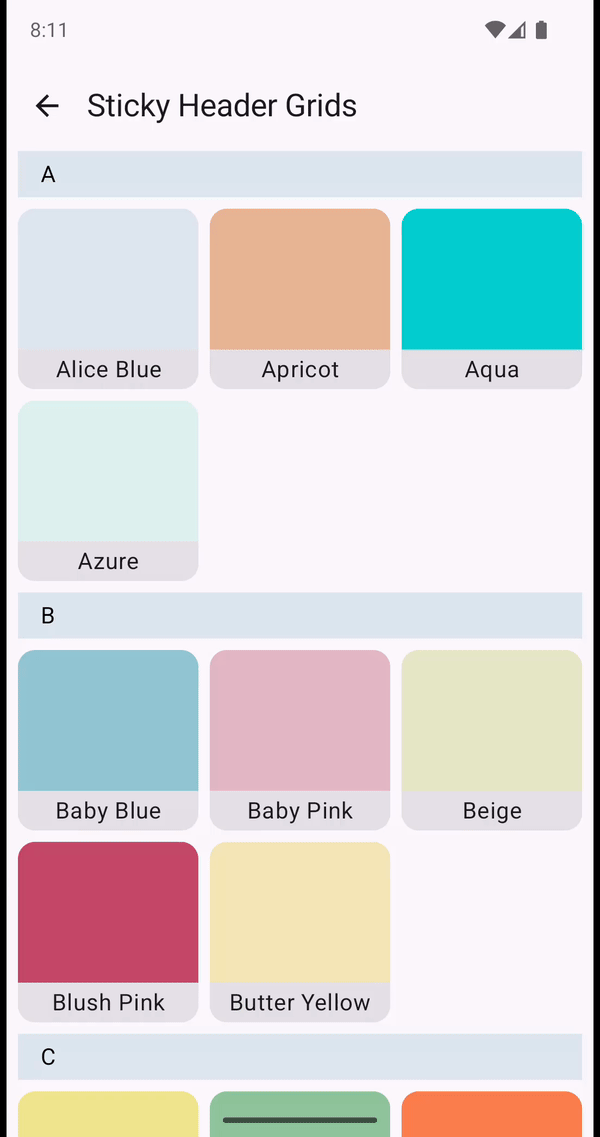 8:11
Sticky Header Grids
A
Alice Blue
Apricot
Aqua
Azure
B
Baby Blue
Baby Pink
Beige
Blush Pink
Butter Yellow
C